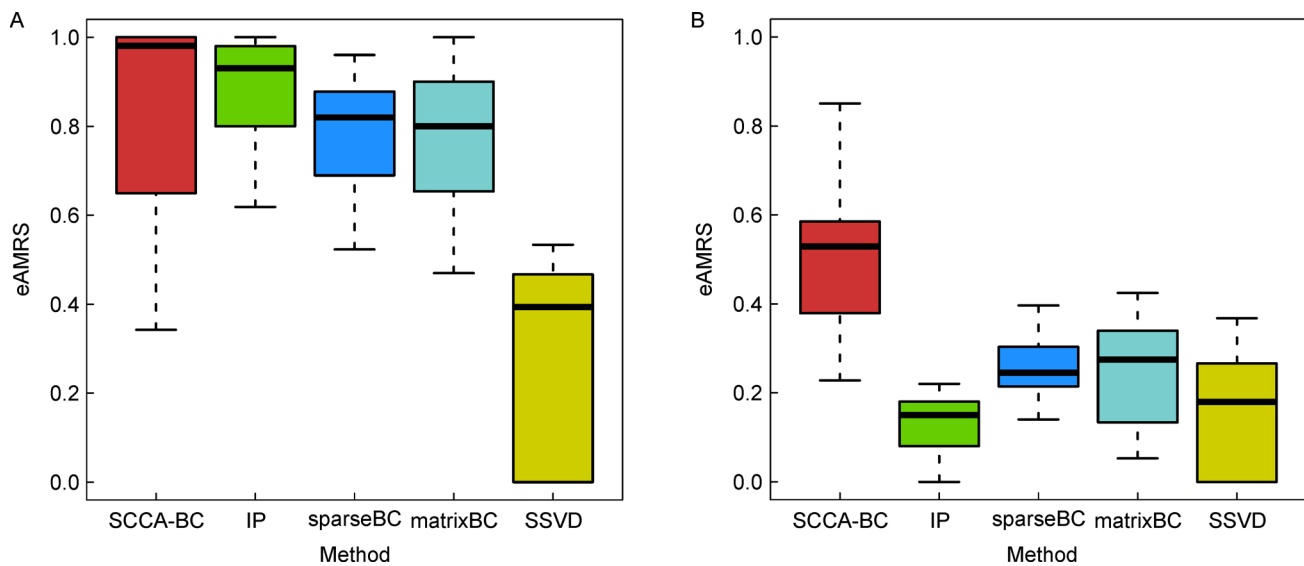 A
eAMRS
1.0
0.8
0.6
0.4
0.2
0.0
SCCA-BC IP sparseBC matrixBC SSVD
Method
B
eAMRS
1.0
0.8
0.6
0.4
0.2
0.0
SCCA-BC IP sparseBC matrixBC SSVD
Method